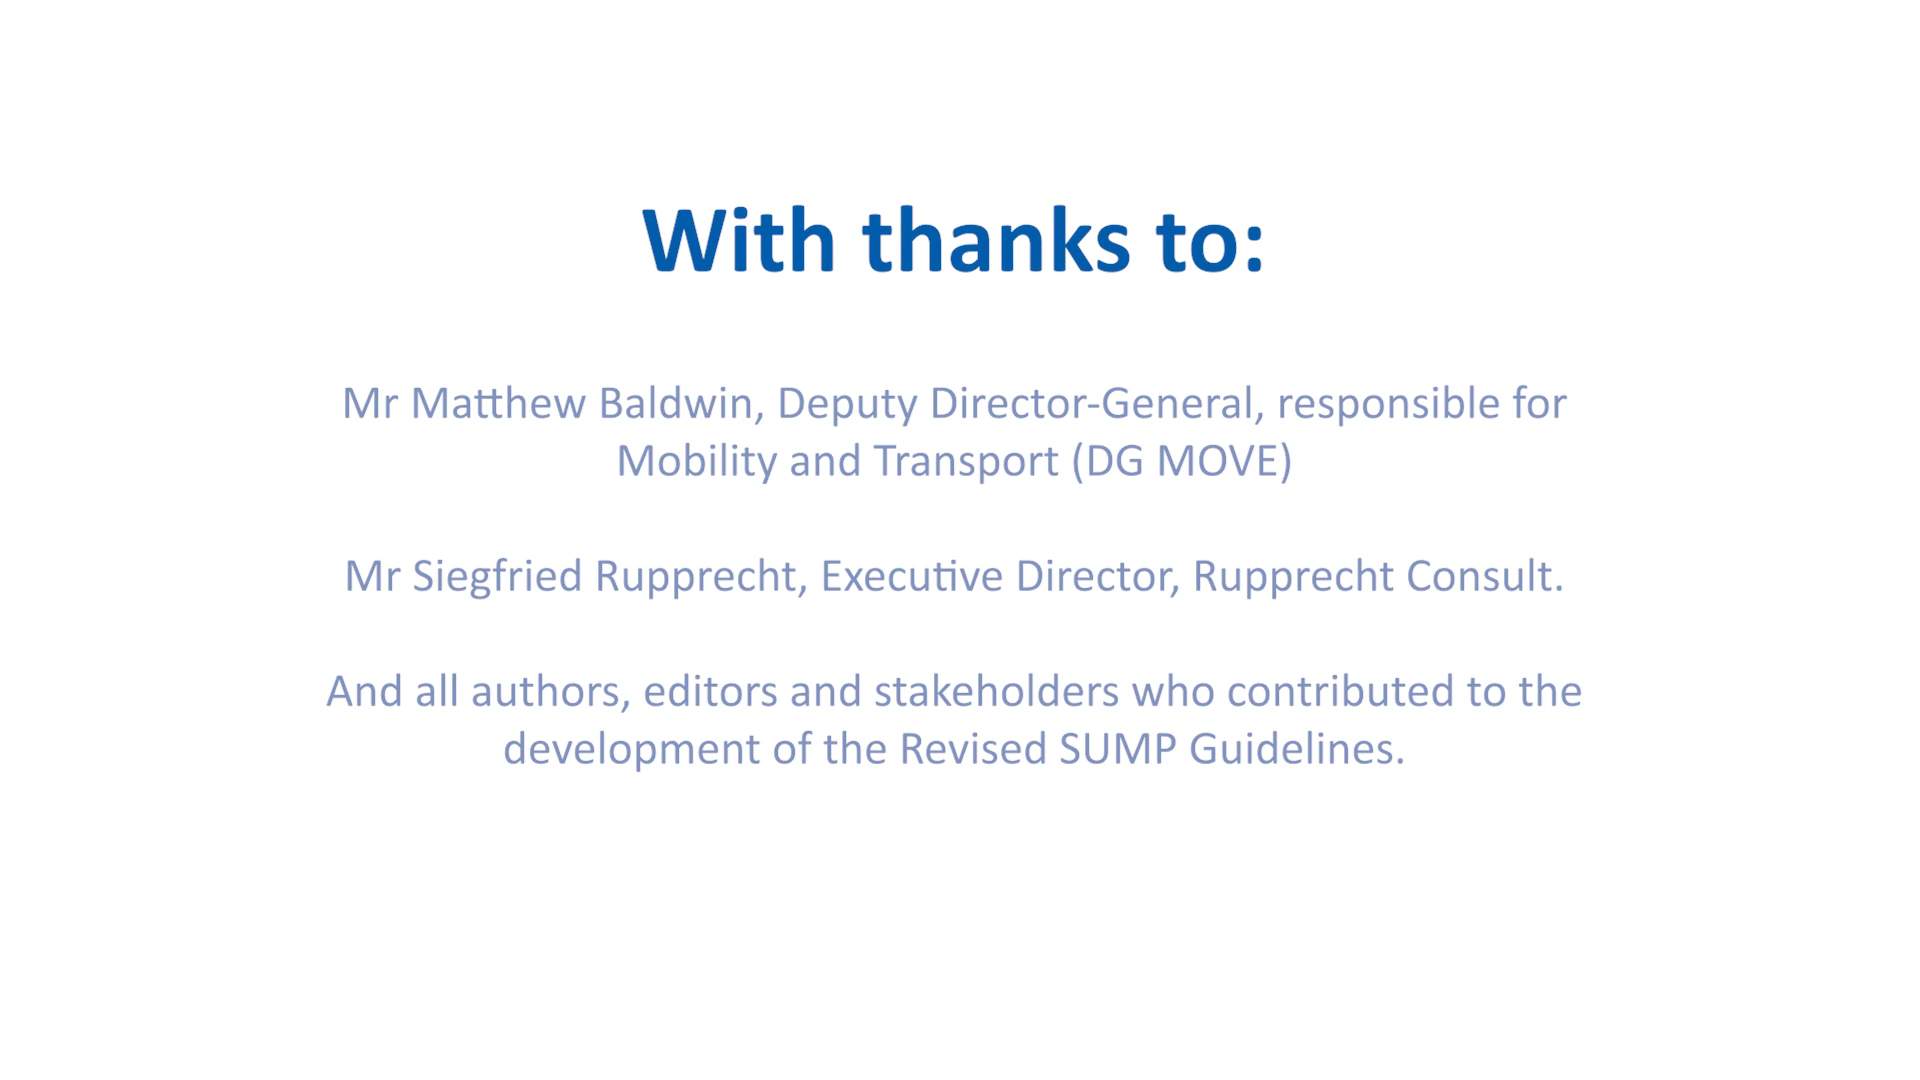 With thanks to:
Mr Matthew Baldwin, Deputy Director-General, responsible for
Mobility and Transport (DG MOVE)
Mr Siegfried Rupprecht, Executive Director, Rupprecht Consult.
And all authors, editors and stakeholders who contributed to the
development of the Revised SUMP Guidelines.